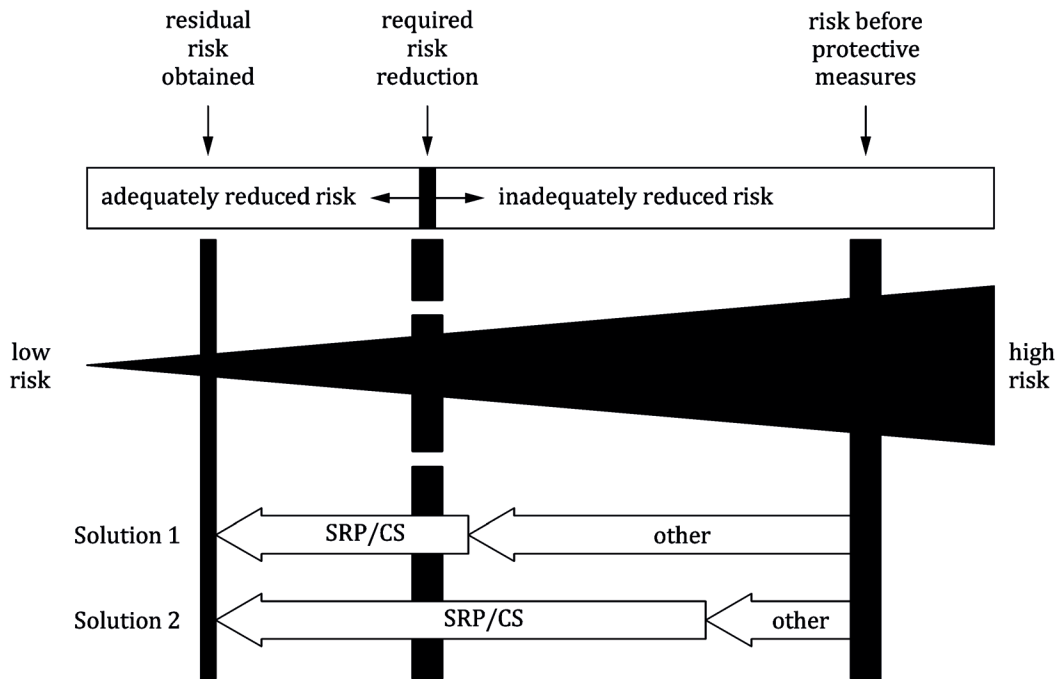 residual
risk
obtained
required
risk
reduction
risk before
protective
measures
adequately reduced risk
inadequately reduced risk
low
risk
high
risk
Solution 1
SRP/CS
other
Solution 2
SRP/CS
other